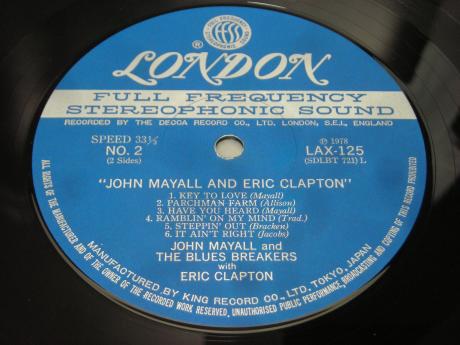 FULL FREQUENCY STEREOPHONIC SOUND
ffss
®
LONDON
FULL FREQUENCY
STEREOPHONIC SOUND
RECORDED BY THE DECCA RECORD CO., LTD. LONDON, S.E.1, ENGLAND
SPEED 33⅓
NO. 2
(2 Sides)
Ⓟ 1978
LAX-125
(SDLBT 721) L
"JOHN MAYALL AND ERIC CLAPTON"
1. KEY TO LOVE (Mayall)
2. PARCHMAN FARM (Allison)
3. HAVE YOU HEARD (Mayall)
4. RAMBLIN' ON MY MIND (Trad.)
5. STEPPIN' OUT (Bracken)
6. IT AIN'T RIGHT (Jacobs)
JOHN MAYALL and
THE BLUES BREAKERS
with
ERIC CLAPTON
MANUFACTURED BY KING RECORD CO., LTD. TOKYO, JAPAN
ALL RIGHTS OF THE MANUFACTURER AND OF THE OWNER OF THE RECORDED WORK RESERVED, UNAUTHORISED PUBLIC PERFORMANCE, BROADCASTING AND COPYING OF THIS RECORD PROHIBITED